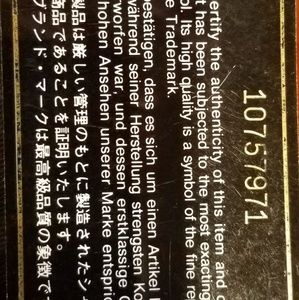 10757971
ertify the authenticity of this item and
t has been subjected to the most exacting
ol. Its high quality is a symbol of the fine re
e Trademark.
bestätigen, dass es sich um einen Artikel
während seiner Herstellung strengsten Ko
worfen war, und dessen erstklassige
hohen Ansehen unserer Marke entspric
製品は厳しい管理のもとに製造されたシャ
商品であることを証明いたします。
ブランド・マークは最高級品質の象徴で